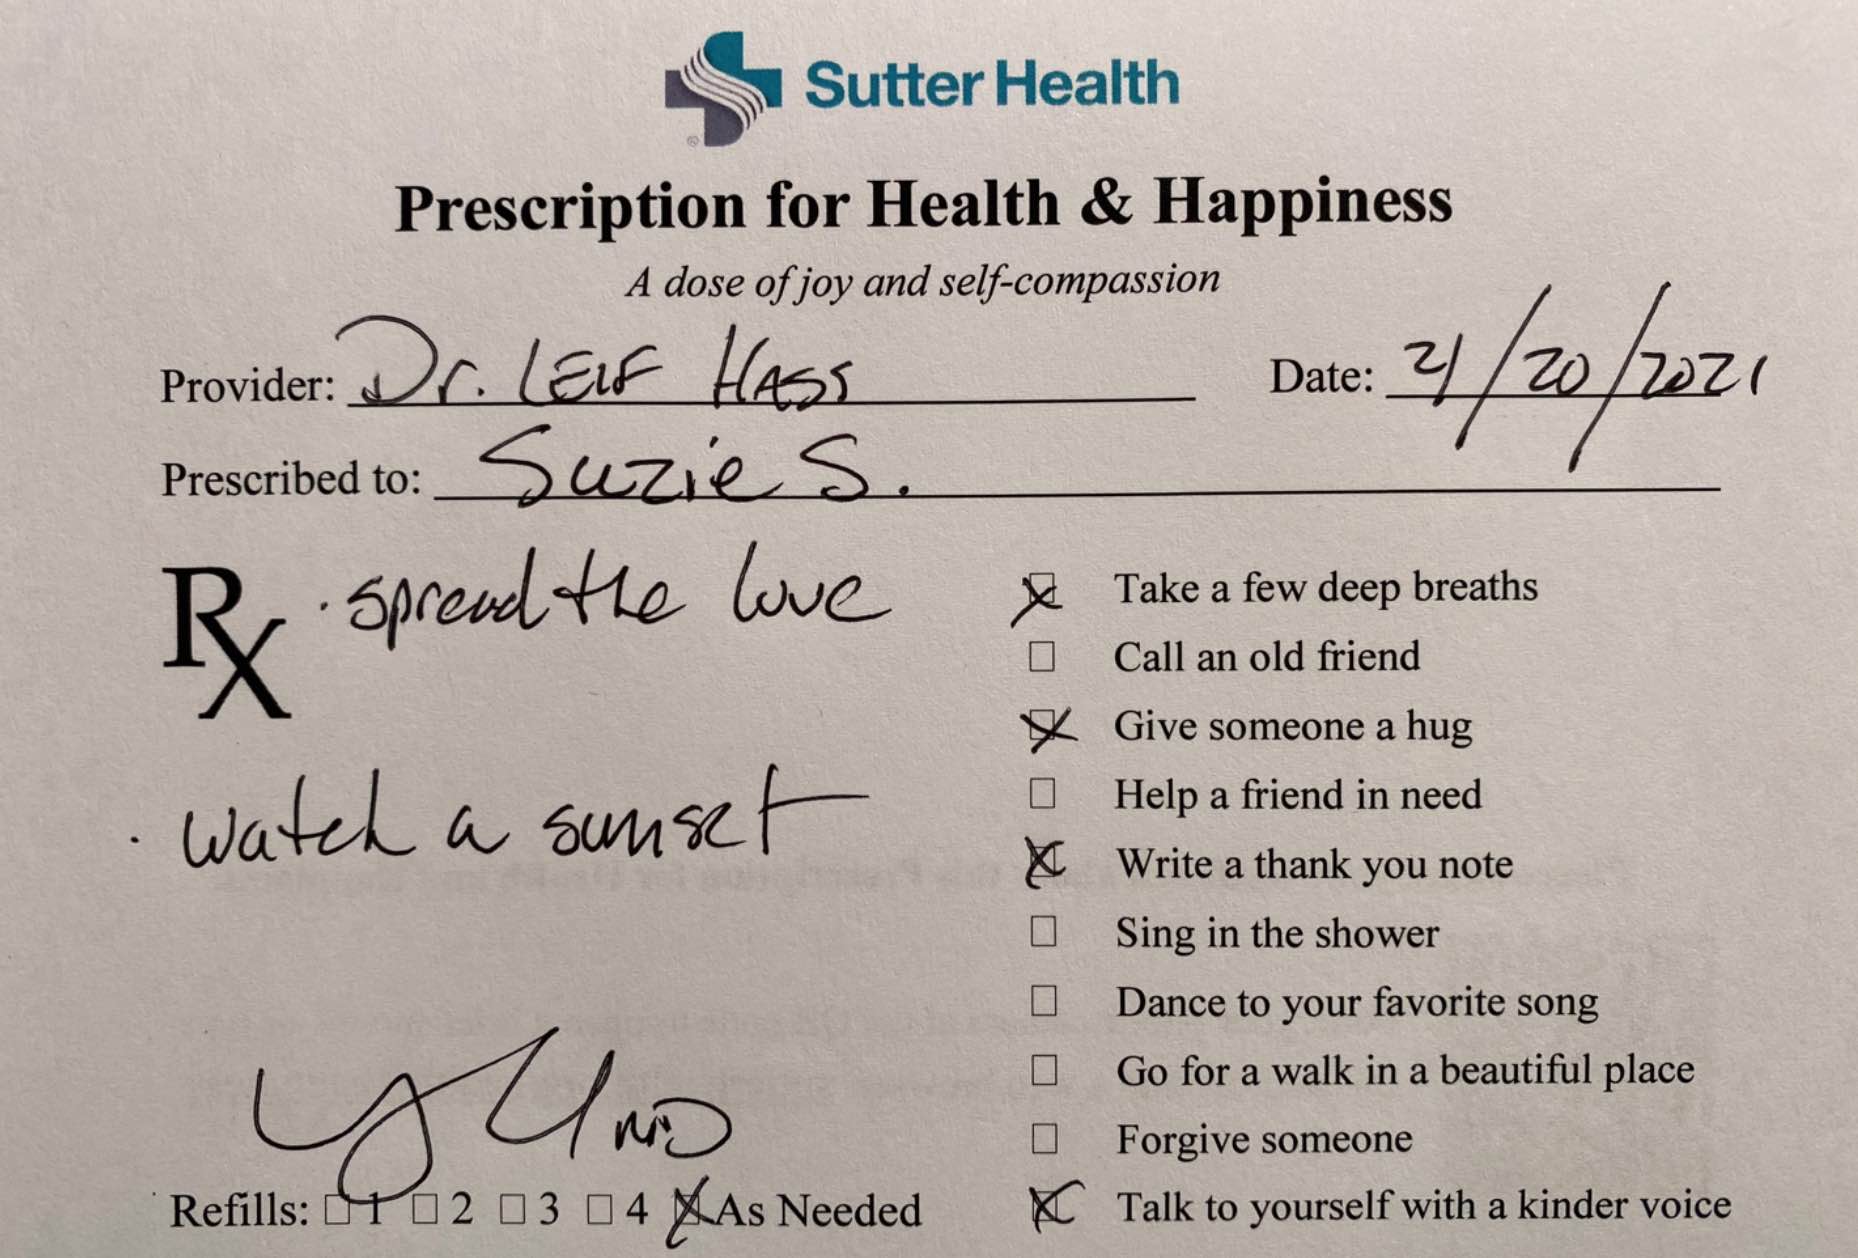 Sutter Health
®
Prescription for Health & Happiness
A dose of joy and self-compassion
Provider: Dr. LEIF HASS
Date: 4/20/2021
Prescribed to: Suzie S.
Rx
· spread the love
· watch a sunset
MD
Refills: 1 2 3 4 As Needed
Take a few deep breaths
Call an old friend
Give someone a hug
Help a friend in need
Write a thank you note
Sing in the shower
Dance to your favorite song
Go for a walk in a beautiful place
Forgive someone
Talk to yourself with a kinder voice